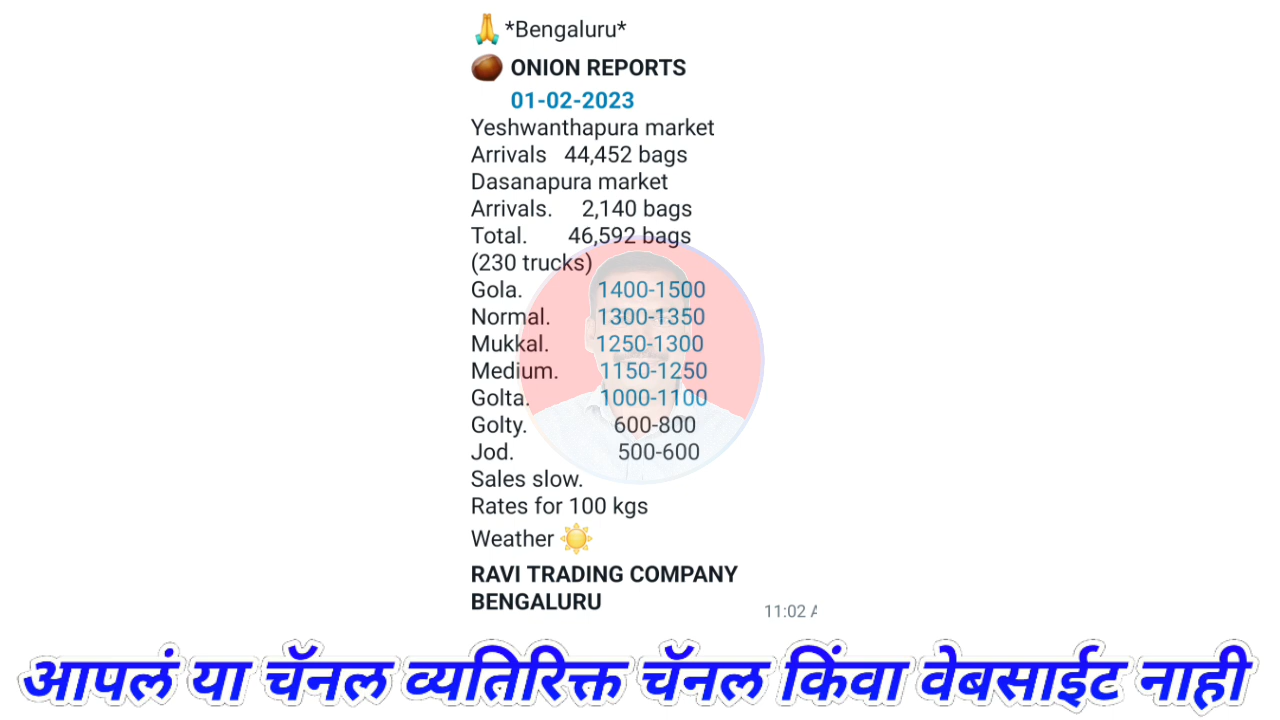 🙏*Bengaluru*
🌰 ONION REPORTS
01-02-2023
Yeshwanthapura market
Arrivals 44,452 bags
Dasanapura market
Arrivals. 2,140 bags
Total. 46,592 bags
(230 trucks)
Gola. 1400-1500
Normal. 1300-1350
Mukkal. 1250-1300
Medium. 1150-1250
Golta. 1000-1100
Golty. 600-800
Jod. 500-600
Sales slow.
Rates for 100 kgs
Weather ☀️
RAVI TRADING COMPANY
BENGALURU
11:02 A
आपलं या चॅनल व्यतिरिक्त चॅनल किंवा वेबसाईट नाही